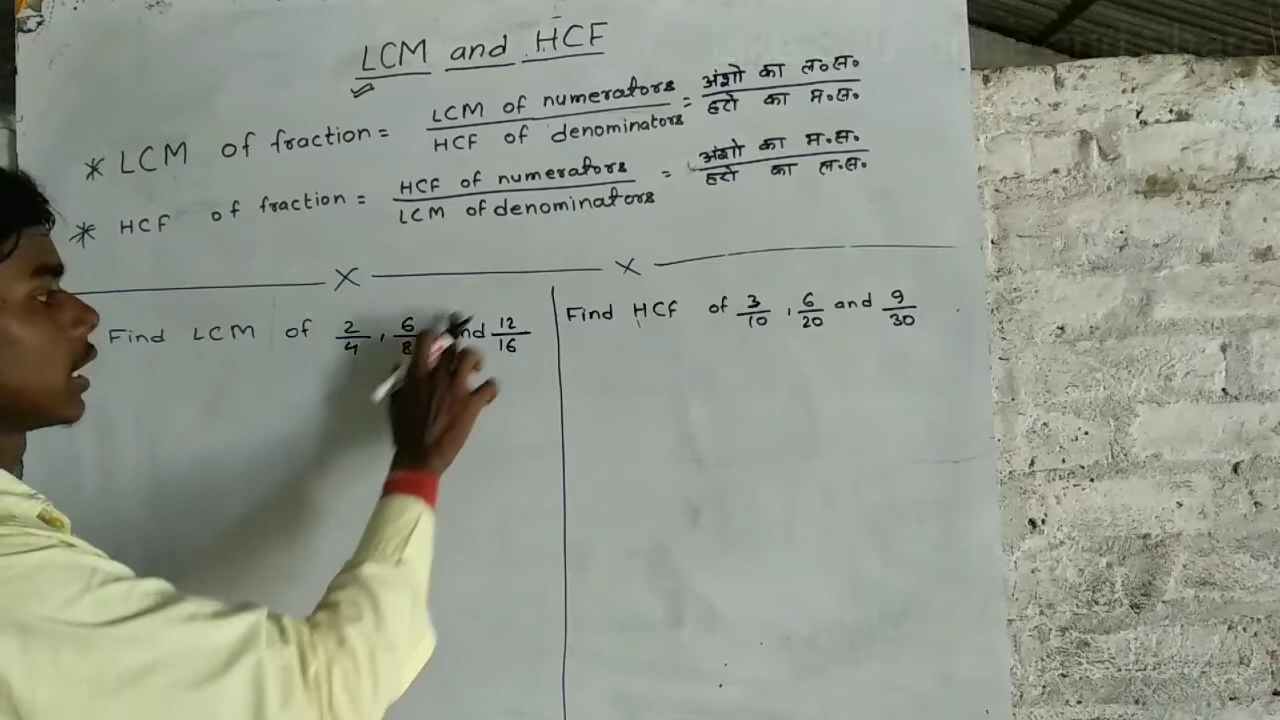 LCM and HCF
* LCM of fraction = LCM of numerators / HCF of denominators = अंशो का ल०स० / हरो का म०स०
* HCF of fraction = HCF of numerators / LCM of denominators = अंशो का म०स० / हरो का ल०स०
Find LCM of 2/4, 6/8 and 12/16
Find HCF of 3/10, 6/20 and 9/30